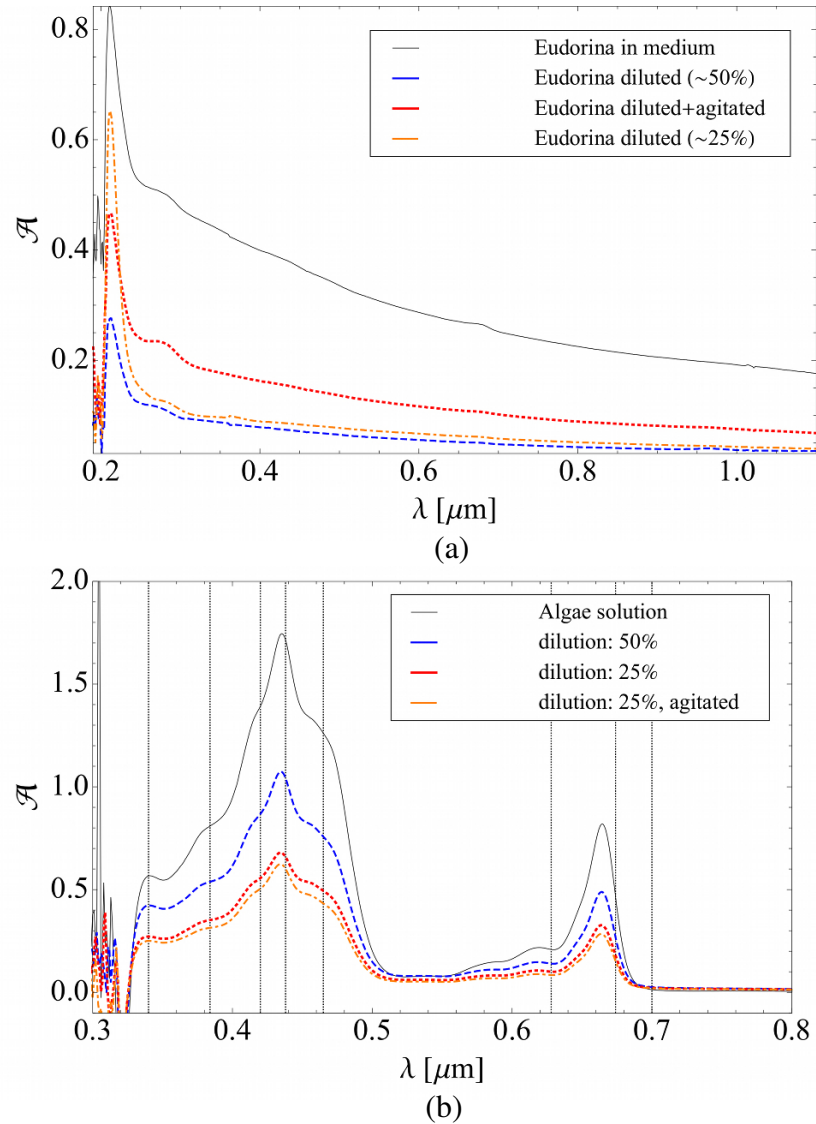 0.8
0.6
0.4
0.2
𝒜
Eudorina in medium
Eudorina diluted (~50%)
Eudorina diluted+agitated
Eudorina diluted (~25%)
0.2 0.4 0.6 0.8 1.0
λ [μm]
(a)
2.0
1.5
1.0
0.5
0.0
𝒜
Algae solution
dilution: 50%
dilution: 25%
dilution: 25%, agitated
0.3 0.4 0.5 0.6 0.7 0.8
λ [μm]
(b)